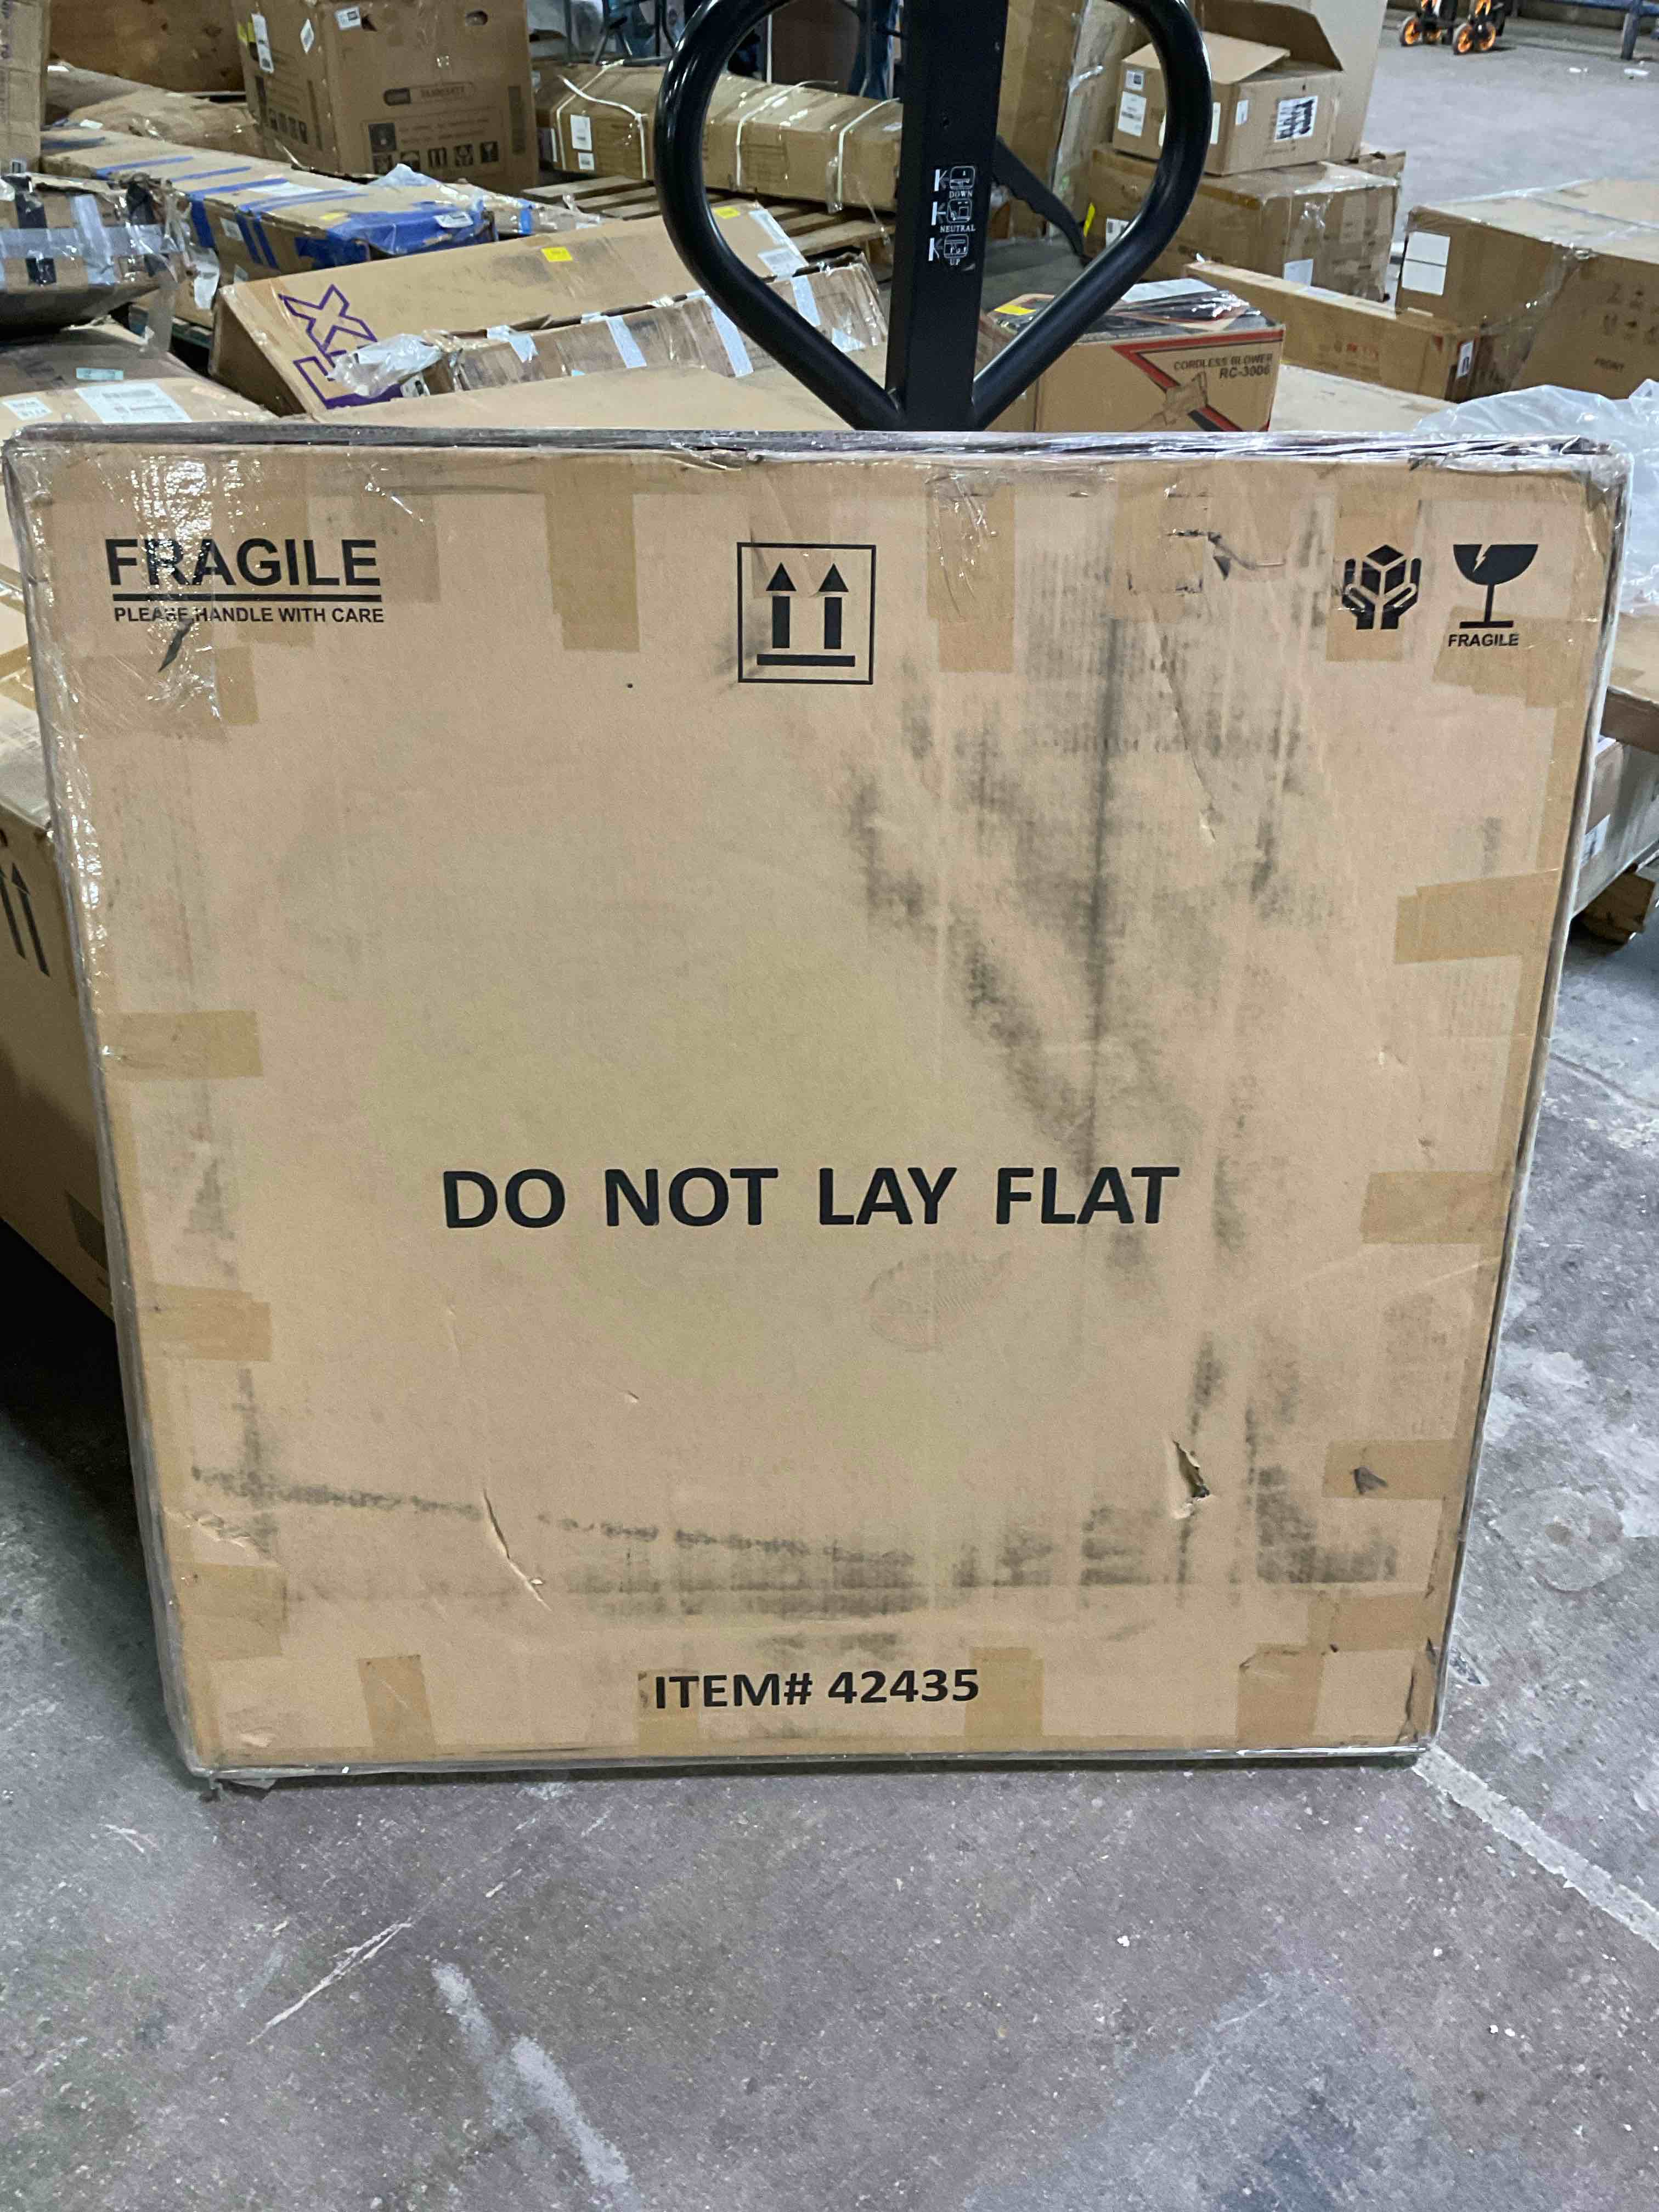 DOWN
NEUTRAL
UP
CORDLESS BLOWER
RC-3006
FRONT
FRAGILE
PLEASE HANDLE WITH CARE
FRAGILE
DO NOT LAY FLAT
ITEM# 42435